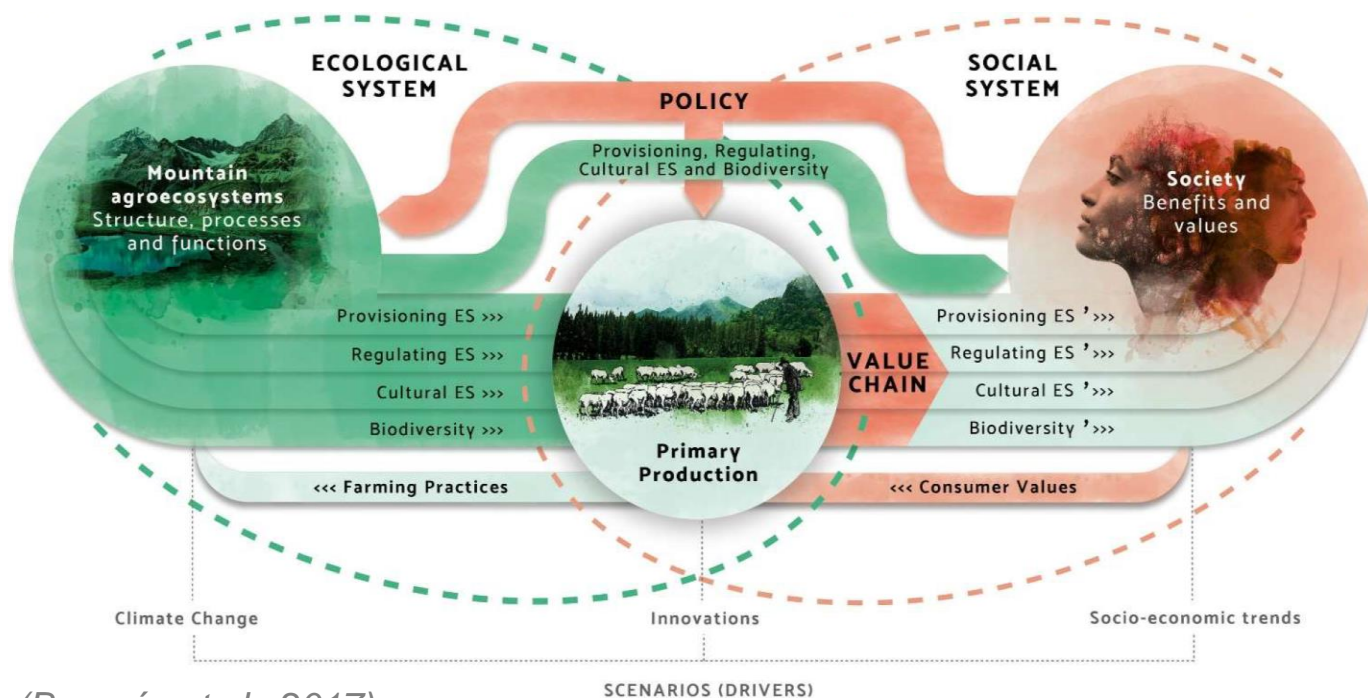 ECOLOGICAL
SYSTEM
SOCIAL
SYSTEM
POLICY
Provisioning, Regulating,
Cultural ES and Biodiversity
Mountain
agroecosystems
Structure, processes
and functions
Society
Benefits and
values
Provisioning ES >>>
Regulating ES >>>
Cultural ES >>>
Biodiversity >>>
Primary
Production
VALUE
CHAIN
Provisioning ES ’>>>
Regulating ES ’>>>
Cultural ES ’>>>
Biodiversity ’>>>
<<< Farming Practices
<<< Consumer Values
Climate Change
Innovations
Socio-economic trends
SCENARIOS (DRIVERS)